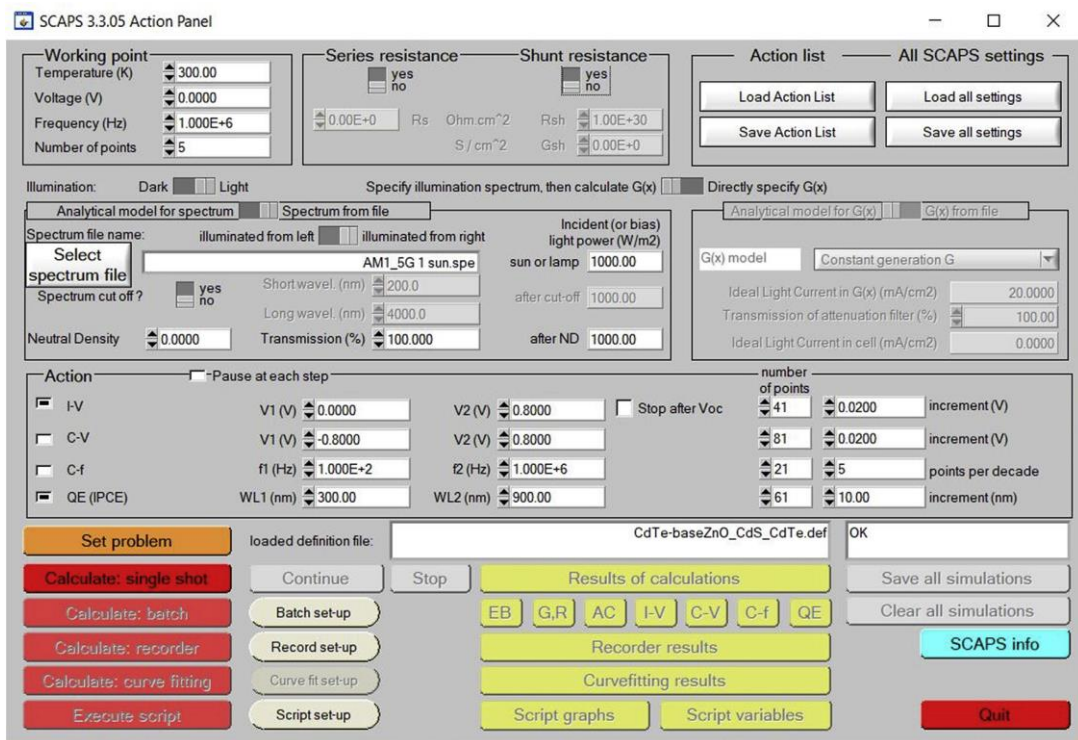 SCAPS 3.3.05 Action Panel
Working point
Temperature (K) 300.00
Voltage (V) 0.0000
Frequency (Hz) 1.000E+6
Number of points 5
Series resistance Shunt resistance
yes yes
no no
0.00E+0 Rs Ohm.cm^2 Rsh 1.00E+30
S / cm^2 Gsh 0.00E+0
Action list All SCAPS settings
Load Action List Load all settings
Save Action List Save all settings
Illumination: Dark Light Specify illumination spectrum, then calculate G(x) Directly specify G(x)
Analytical model for spectrum Spectrum from file
Spectrum file name: illuminated from left illuminated from right
Incident (or bias)
light power (W/m2)
Select
spectrum file
AM1_5G 1 sun.spe sun or lamp 1000.00
Spectrum cut off ? yes
no
Short wavel. (nm) 200.0
Long wavel. (nm) 4000.0
after cut-off 1000.00
Neutral Density 0.0000 Transmission (%) 100.000 after ND 1000.00
Analytical model for G(x) G(x) from file
G(x) model Constant generation G
Ideal Light Current in G(x) (mA/cm2) 20.0000
Transmission of attenuation filter (%) 100.00
Ideal Light Current in cell (mA/cm2) 0.0000
Action Pause at each step
number
of points
I-V V1 (V) 0.0000 V2 (V) 0.8000 Stop after Voc 41 0.0200 increment (V)
C-V V1 (V) -0.8000 V2 (V) 0.8000 81 0.0200 increment (V)
C-f f1 (Hz) 1.000E+2 f2 (Hz) 1.000E+6 21 5 points per decade
QE (IPCE) WL1 (nm) 300.00 WL2 (nm) 900.00 61 10.00 increment (nm)
Set problem loaded definition file: CdTe-baseZnO_CdS_CdTe.def OK
Calculate: single shot Continue Stop Results of calculations Save all simulations
Calculate: batch Batch set-up EB G,R AC I-V C-V C-f QE Clear all simulations
Calculate: recorder Record set-up Recorder results SCAPS info
Calculate: curve fitting Curve fit set-up Curvefitting results
Execute script Script set-up Script graphs Script variables Quit